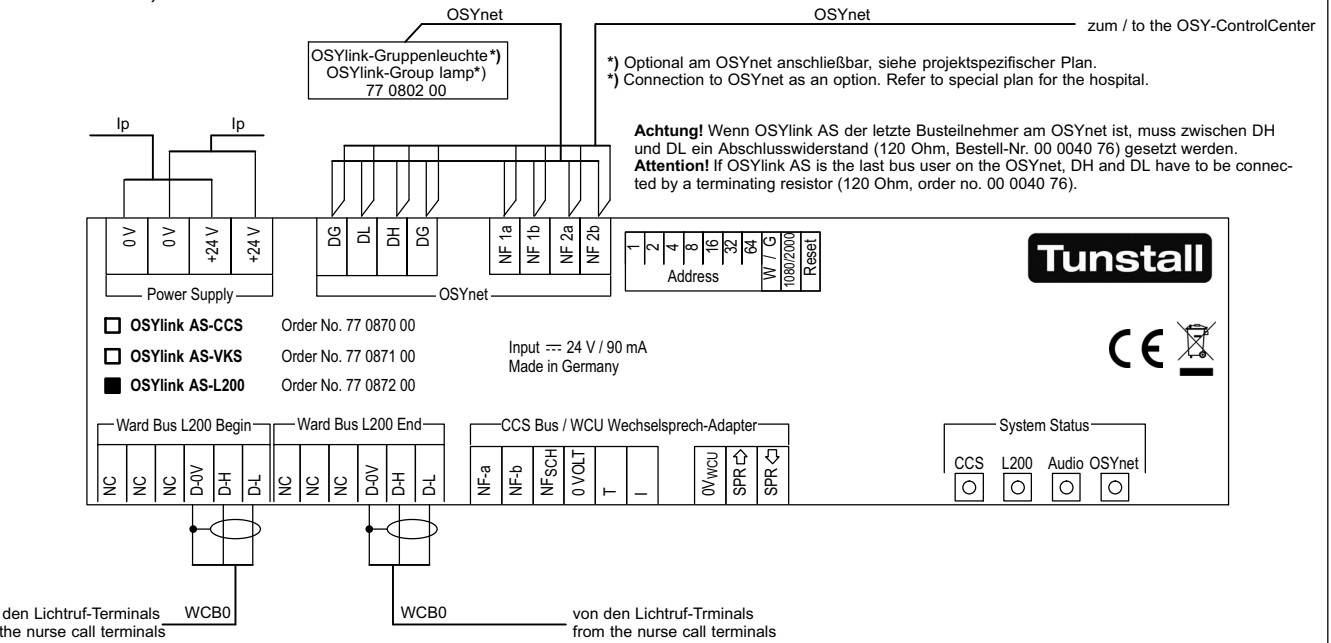 OSYnet
OSYnet
zum / to the OSY-ControlCenter
OSYlink-Gruppenleuchte*)
OSYlink-Group lamp*)
77 0802 00
*) Optional am OSYnet anschließbar, siehe projektspezifischer Plan.
*) Connection to OSYnet as an option. Refer to special plan for the hospital.
Ip
Ip
Achtung! Wenn OSYlink AS der letzte Busteilnehmer am OSYnet ist, muss zwischen DH
und DL ein Abschlusswiderstand (120 Ohm, Bestell-Nr. 00 0040 76) gesetzt werden.
Attention! If OSYlink AS is the last bus user on the OSYnet, DH and DL have to be connec-
ted by a terminating resistor (120 Ohm, order no. 00 0040 76).
0 V
0 V
+24 V
+24 V
Power Supply
DG
DL
DH
DG
NF 1a
NF 1b
NF 2a
NF 2b
OSYnet
1
2
4
8
16
32
64
Address
W / G
1080/2000
Reset
Tunstall
OSYlink AS-CCS Order No. 77 0870 00
OSYlink AS-VKS Order No. 77 0871 00
OSYlink AS-L200 Order No. 77 0872 00
Input ⎓ 24 V / 90 mA
Made in Germany
CE
Ward Bus L200 Begin
NC
NC
NC
D-0V
D-H
D-L
Ward Bus L200 End
NC
NC
NC
D-0V
D-H
D-L
CCS Bus / WCU Wechselsprech-Adapter
NF-a
NF-b
NFSCH
0 VOLT
T
I
0VWCU
SPR
SPR
System Status
CCS
L200
Audio
OSYnet
den Lichtruf-Terminals
the nurse call terminals
WCB0
WCB0
von den Lichtruf-Trminals
from the nurse call terminals